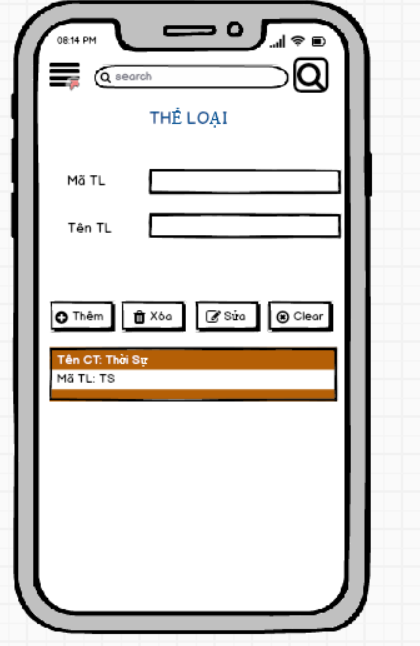 08:14 PM
search
THỂ LOẠI
Mã TL
Tên TL
Thêm
Xóa
Sửa
Clear
Tên CT: Thời Sự
Mã TL: TS